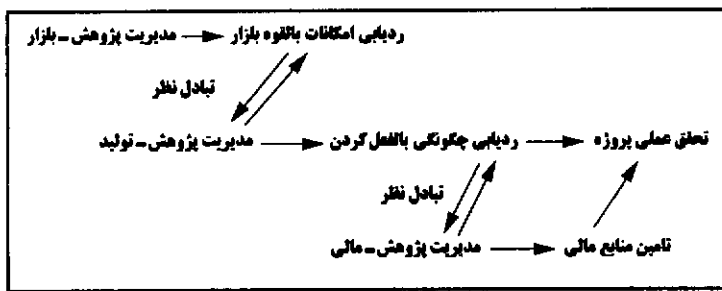 مدیریت پژوهش ـ بازار ردیابی امکانات بالقوه بازار
تبادل نظر
مدیریت پژوهش ـ تولید ردیابی چگونگی بالفعل کردن تحقق عملی پروژه
تبادل نظر
مدیریت پژوهش ـ مالی تامین منابع مالی